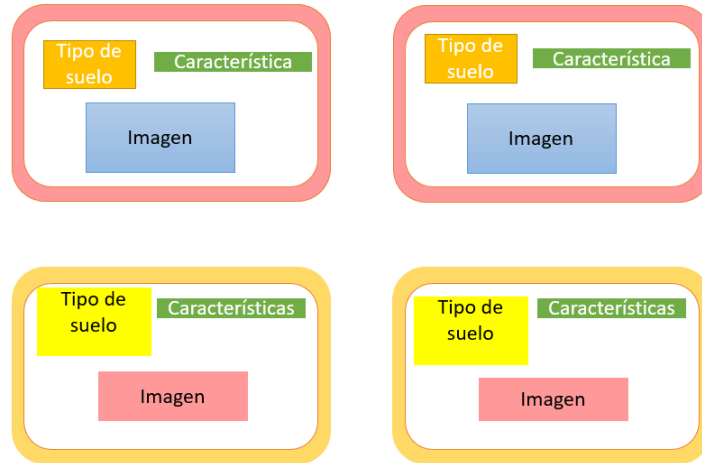 Tipo de
suelo
Característica
Imagen
Tipo de
suelo
Característica
Imagen
Tipo de
suelo
Características
Imagen
Tipo de
suelo
Características
Imagen